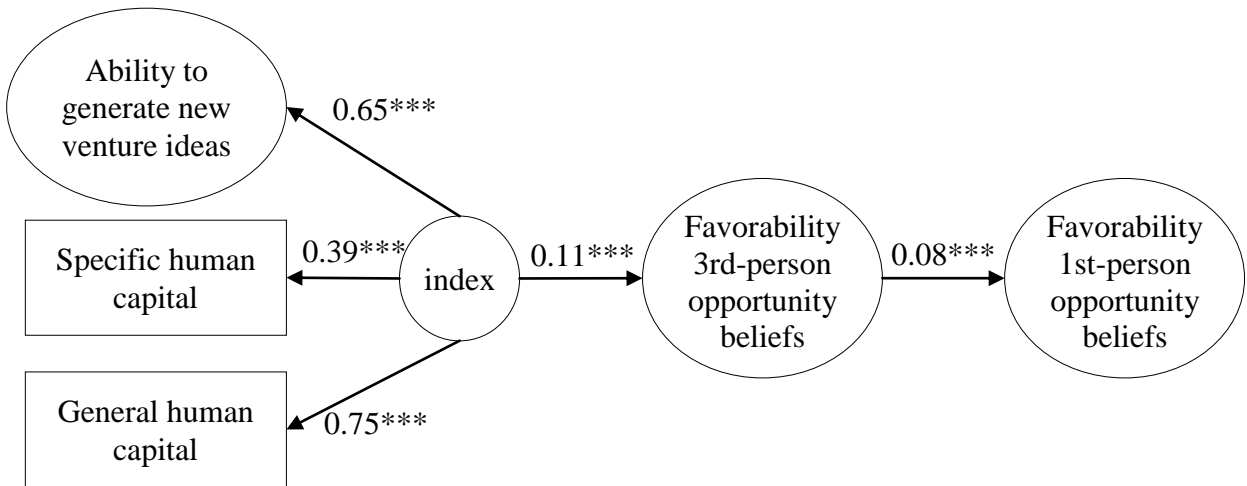 Ability to
generate new
venture ideas
0.65***
Specific human
capital
0.39***
index
0.11***
Favorability
3rd-person
opportunity
beliefs
0.08***
Favorability
1st-person
opportunity
beliefs
General human
capital
0.75***